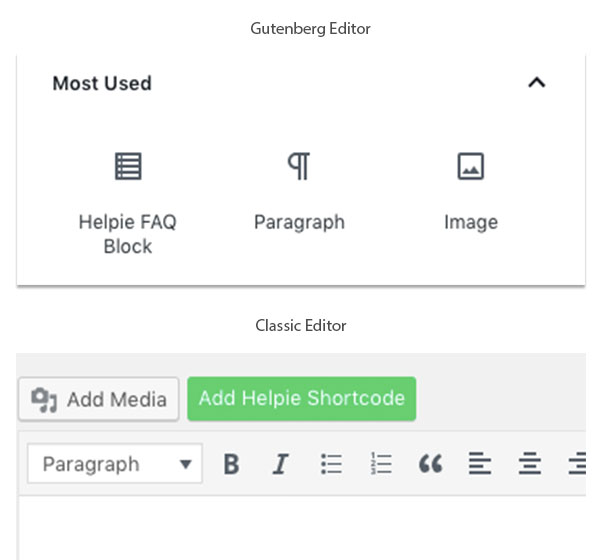 Gutenberg Editor
Most Used
Helpie FAQ Block
Paragraph
Image
Classic Editor
Add Media
Add Helpie Shortcode
Paragraph
B
I